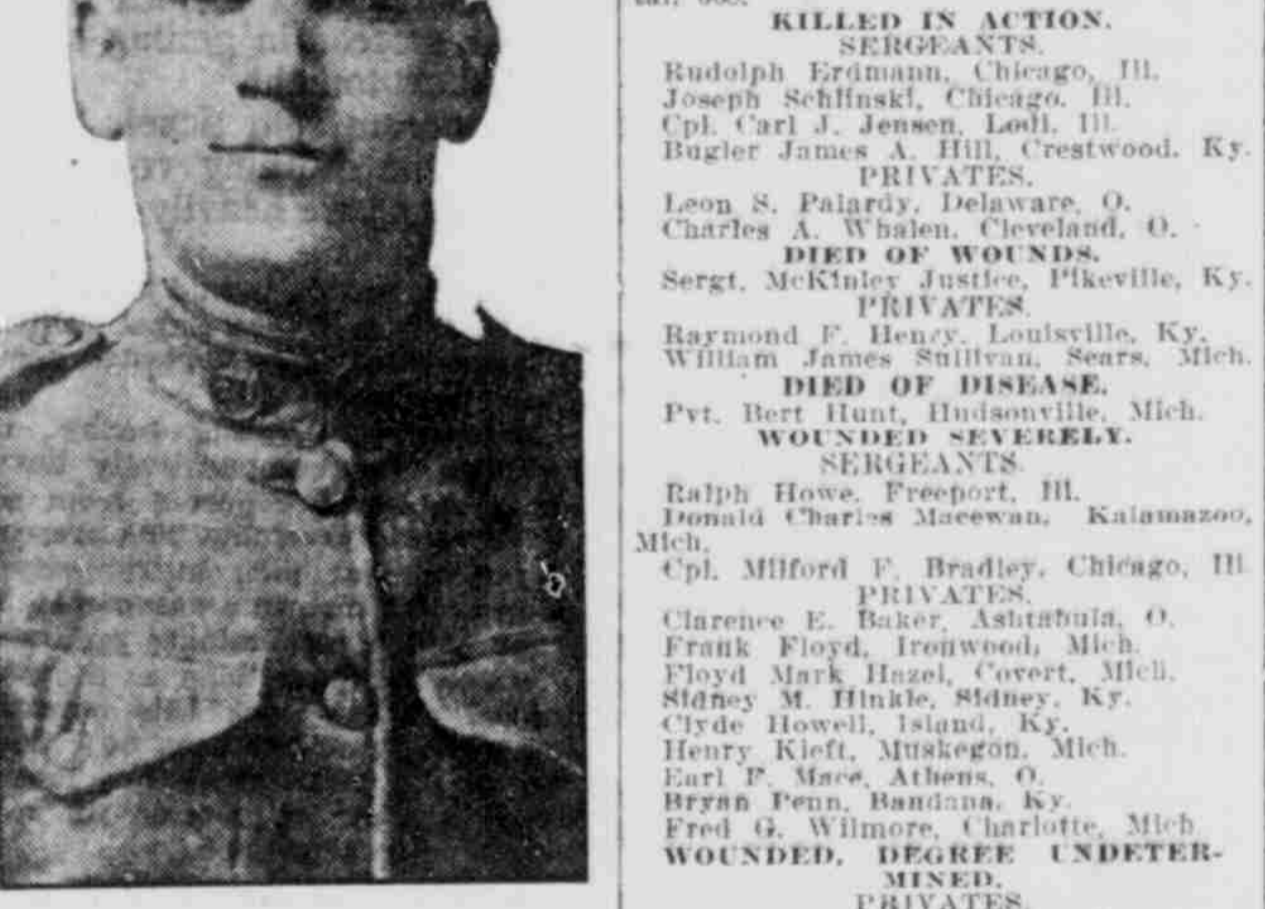 KILLED IN ACTION.
SERGEANTS.
Rudolph Erdmann, Chicago, Ill.
Joseph Schlinski, Chicago, Ill.
Cpl. Carl J. Jensen, Lodi, Ill.
Bugler James A. Hill, Crestwood, Ky.
PRIVATES.
Leon S. Palardy, Delaware, O.
Charles A. Whalen, Cleveland, O.
DIED OF WOUNDS.
Sergt. McKinley Justice, Pikeville, Ky.
PRIVATES.
Raymond F. Henry, Louisville, Ky.
William James Sullivan, Sears, Mich.
DIED OF DISEASE.
Pvt. Bert Hunt, Hudsonville, Mich.
WOUNDED SEVERELY.
SERGEANTS.
Ralph Howe, Freeport, Ill.
Donald Charles Macewan, Kalamazoo,
Mich.
Cpl. Milford F. Bradley, Chicago, Ill
PRIVATES.
Clarence E. Baker, Ashtabula, O.
Frank Floyd, Ironwood, Mich.
Floyd Mark Hazel, Covert, Mich.
Sidney M. Hinkle, Sidney, Ky.
Clyde Howell, Island, Ky.
Henry Kieft, Muskegon, Mich.
Earl F. Mace, Athens, O.
Bryan Penn, Bandana, Ky.
Fred G. Wilmore, Charlotte, Mich
WOUNDED, DEGREE UNDETER-
MINED.
PRIVATES.